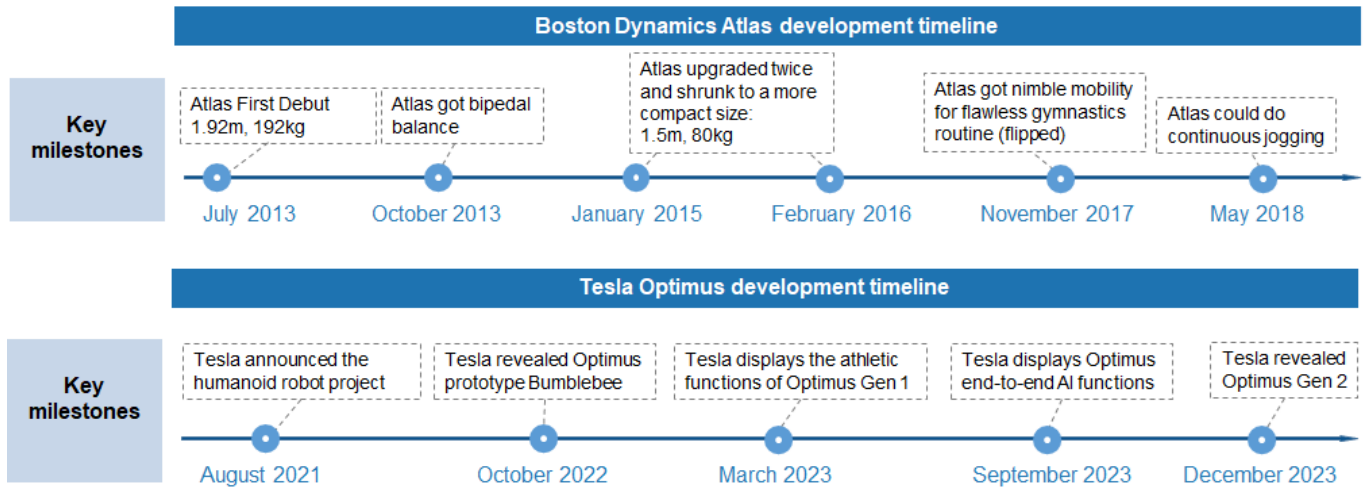 Boston Dynamics Atlas development timeline
Key
milestones
Atlas First Debut
1.92m, 192kg
Atlas got bipedal
balance
Atlas upgraded twice
and shrunk to a more
compact size:
1.5m, 80kg
Atlas got nimble mobility
for flawless gymnastics
routine (flipped)
Atlas could do
continuous jogging
July 2013
October 2013
January 2015
February 2016
November 2017
May 2018
Tesla Optimus development timeline
Key
milestones
Tesla announced the
humanoid robot project
Tesla revealed Optimus
prototype Bumblebee
Tesla displays the athletic
functions of Optimus Gen 1
Tesla displays Optimus
end-to-end AI functions
Tesla revealed
Optimus Gen 2
August 2021
October 2022
March 2023
September 2023
December 2023